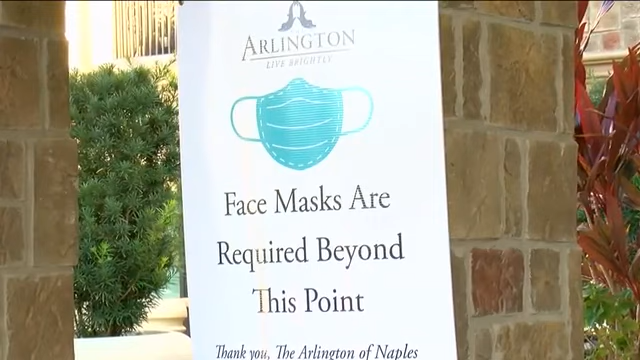 ARLINGTON
LIVE BRIGHTLY
Face Masks Are
Required Beyond
This Point
Thank you, The Arlington of Naples